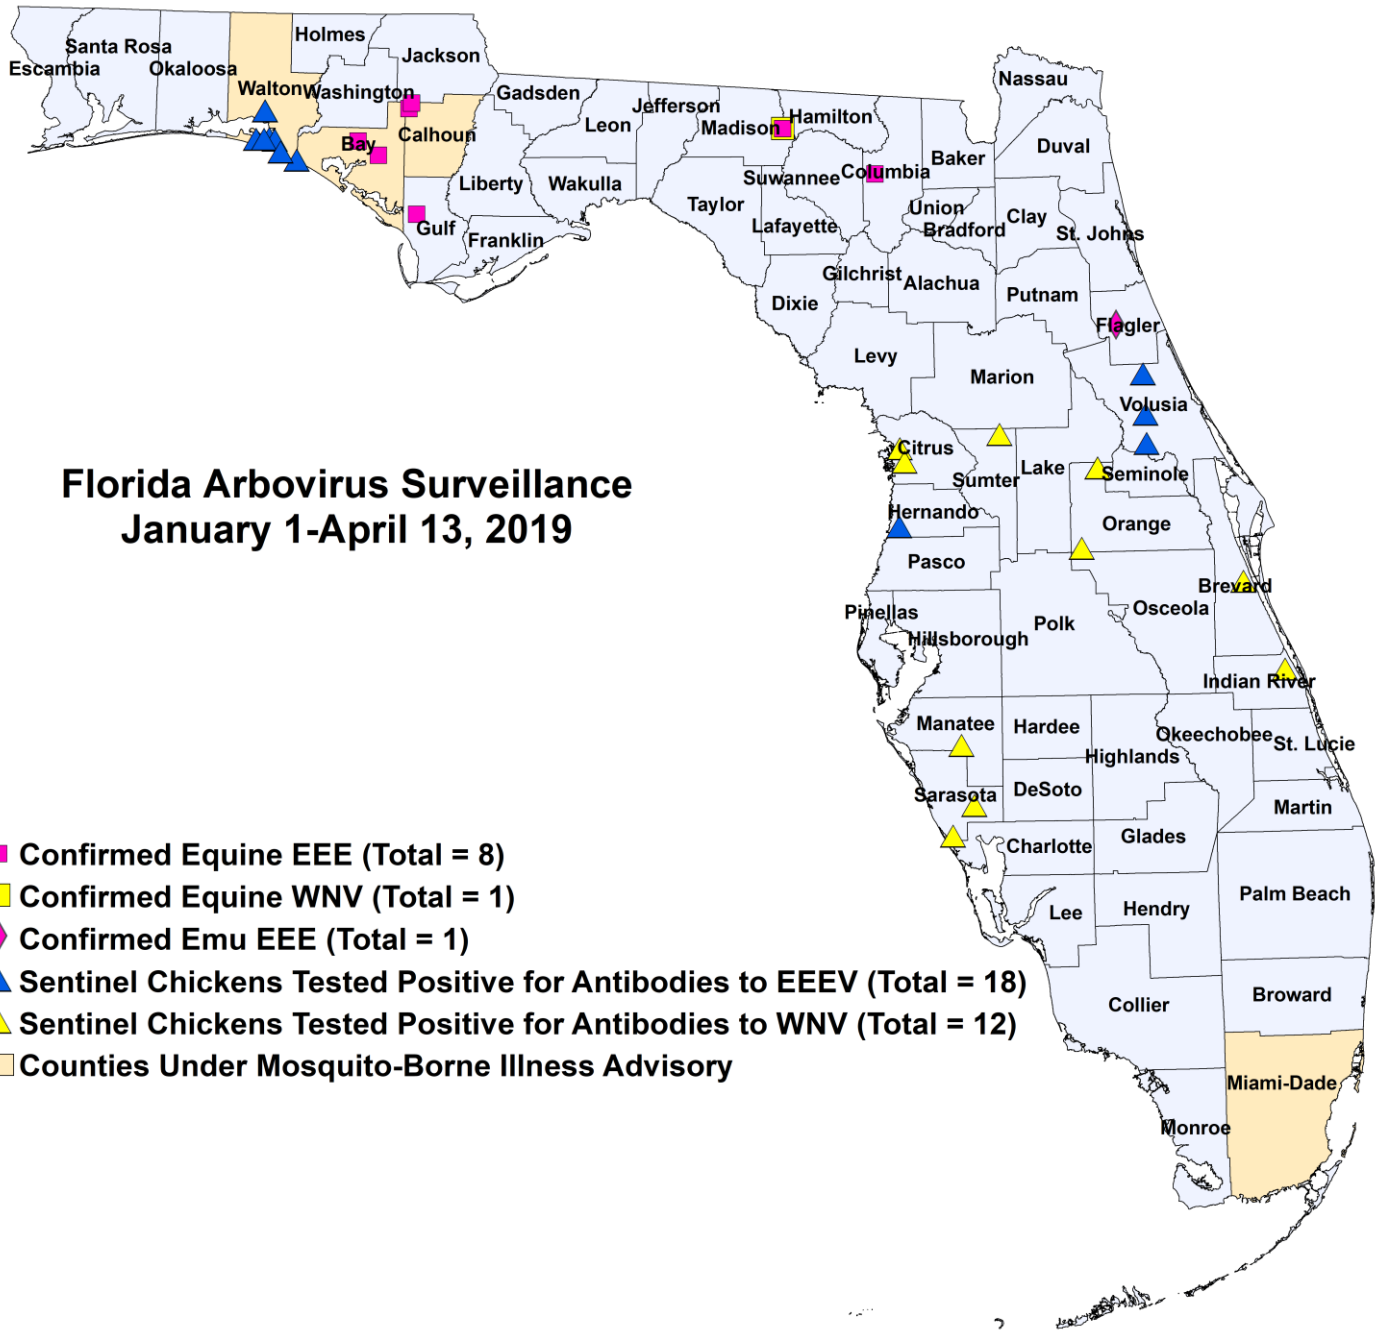 Holmes
Jackson
Santa Rosa
Escambia
Okaloosa
Walton
Washington
Gadsden
Nassau
Jefferson
Leon
Madison
Hamilton
Calhoun
Bay
Duval
Baker
Columbia
Suwannee
Liberty
Wakulla
Taylor
Union
Lafayette
Bradford
Clay
St. Johns
Gulf
Franklin
Gilchrist
Alachua
Dixie
Putnam
Flagler
Levy
Marion
Volusia
Citrus
Sumter
Lake
Seminole
Florida Arbovirus Surveillance
January 1-April 13, 2019
Hernando
Orange
Pasco
Brevard
Pinellas
Osceola
Polk
Hillsborough
Indian River
Manatee
Hardee
Okeechobee
St. Lucie
Highlands
Sarasota
DeSoto
Martin
Charlotte
Glades
Palm Beach
Lee
Hendry
Collier
Broward
Miami-Dade
Monroe
Confirmed Equine EEE (Total = 8)
Confirmed Equine WNV (Total = 1)
Confirmed Emu EEE (Total = 1)
Sentinel Chickens Tested Positive for Antibodies to EEEV (Total = 18)
Sentinel Chickens Tested Positive for Antibodies to WNV (Total = 12)
Counties Under Mosquito-Borne Illness Advisory